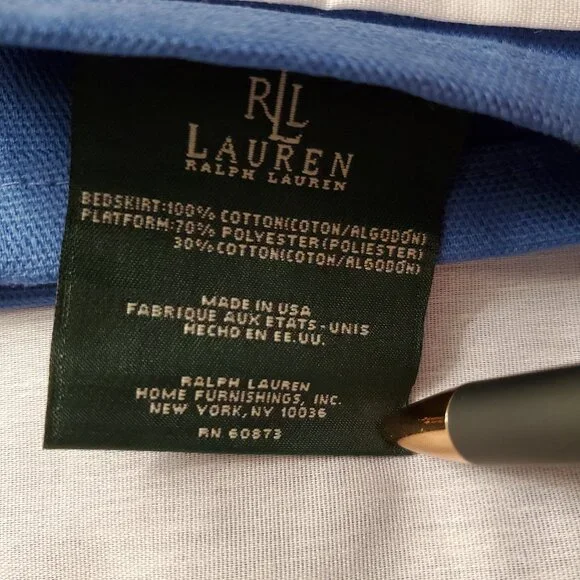 RLL
LAUREN
RALPH LAUREN
BEDSKIRT:100% COTTON(COTON/ALGODÓN)
PLATFORM:70% POLYESTER(POLIESTER)
30% COTTON(COTON/ALGODÓN)
MADE IN USA
FABRIQUE AUX ETATS-UNIS
HECHO EN EE.UU.
RALPH LAUREN
HOME FURNISHINGS, INC.
NEW YORK, NY 10036
RN 60873